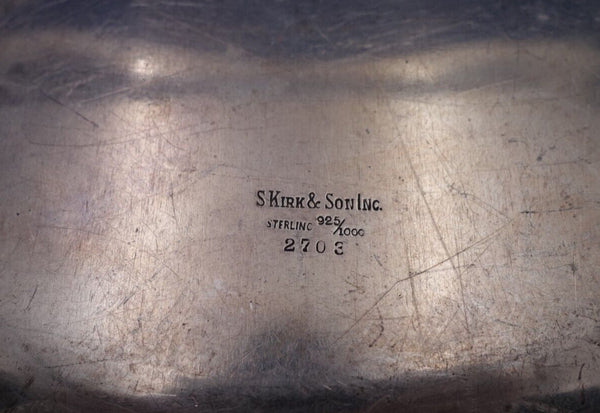 S KIRK & SON INC.
STERLING 925/1000
2703